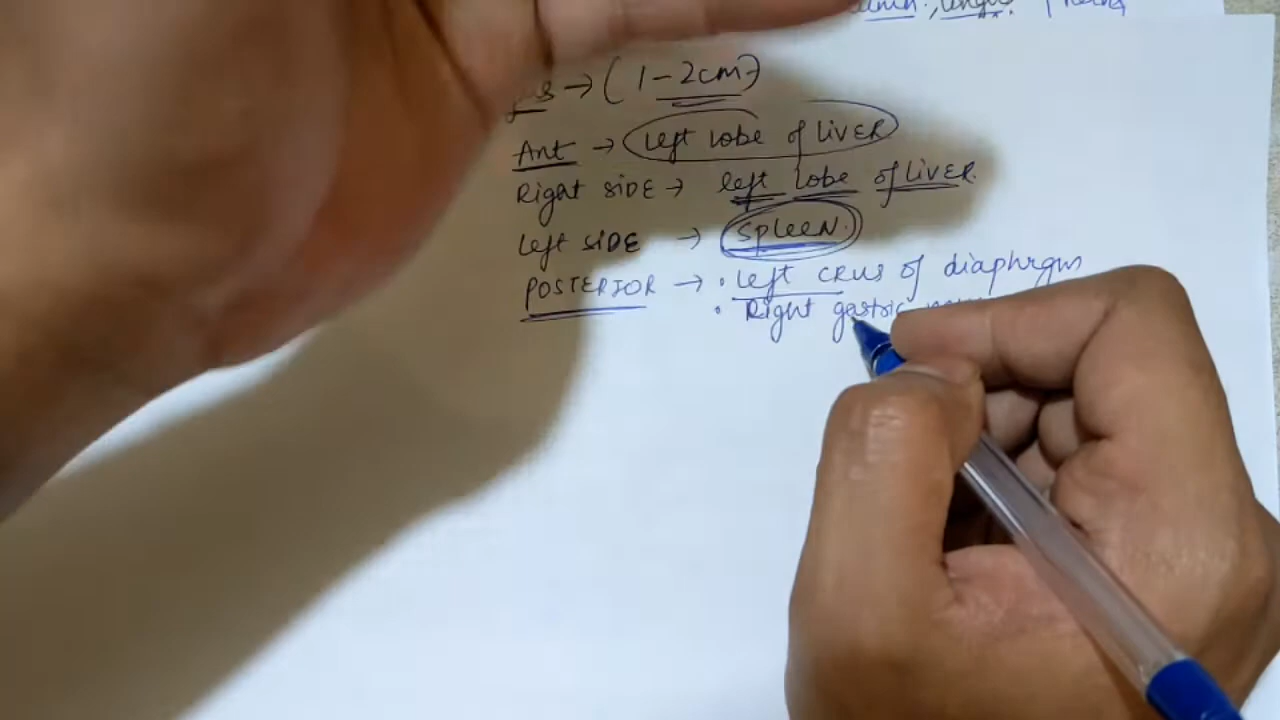 → (1-2cm)
Ant → left lobe of LIVER
Right SIDE → left lobe of LIVER.
Left SIDE → SPLEEN.
POSTERIOR → • left CRUS of diaphragm
• Right gastric